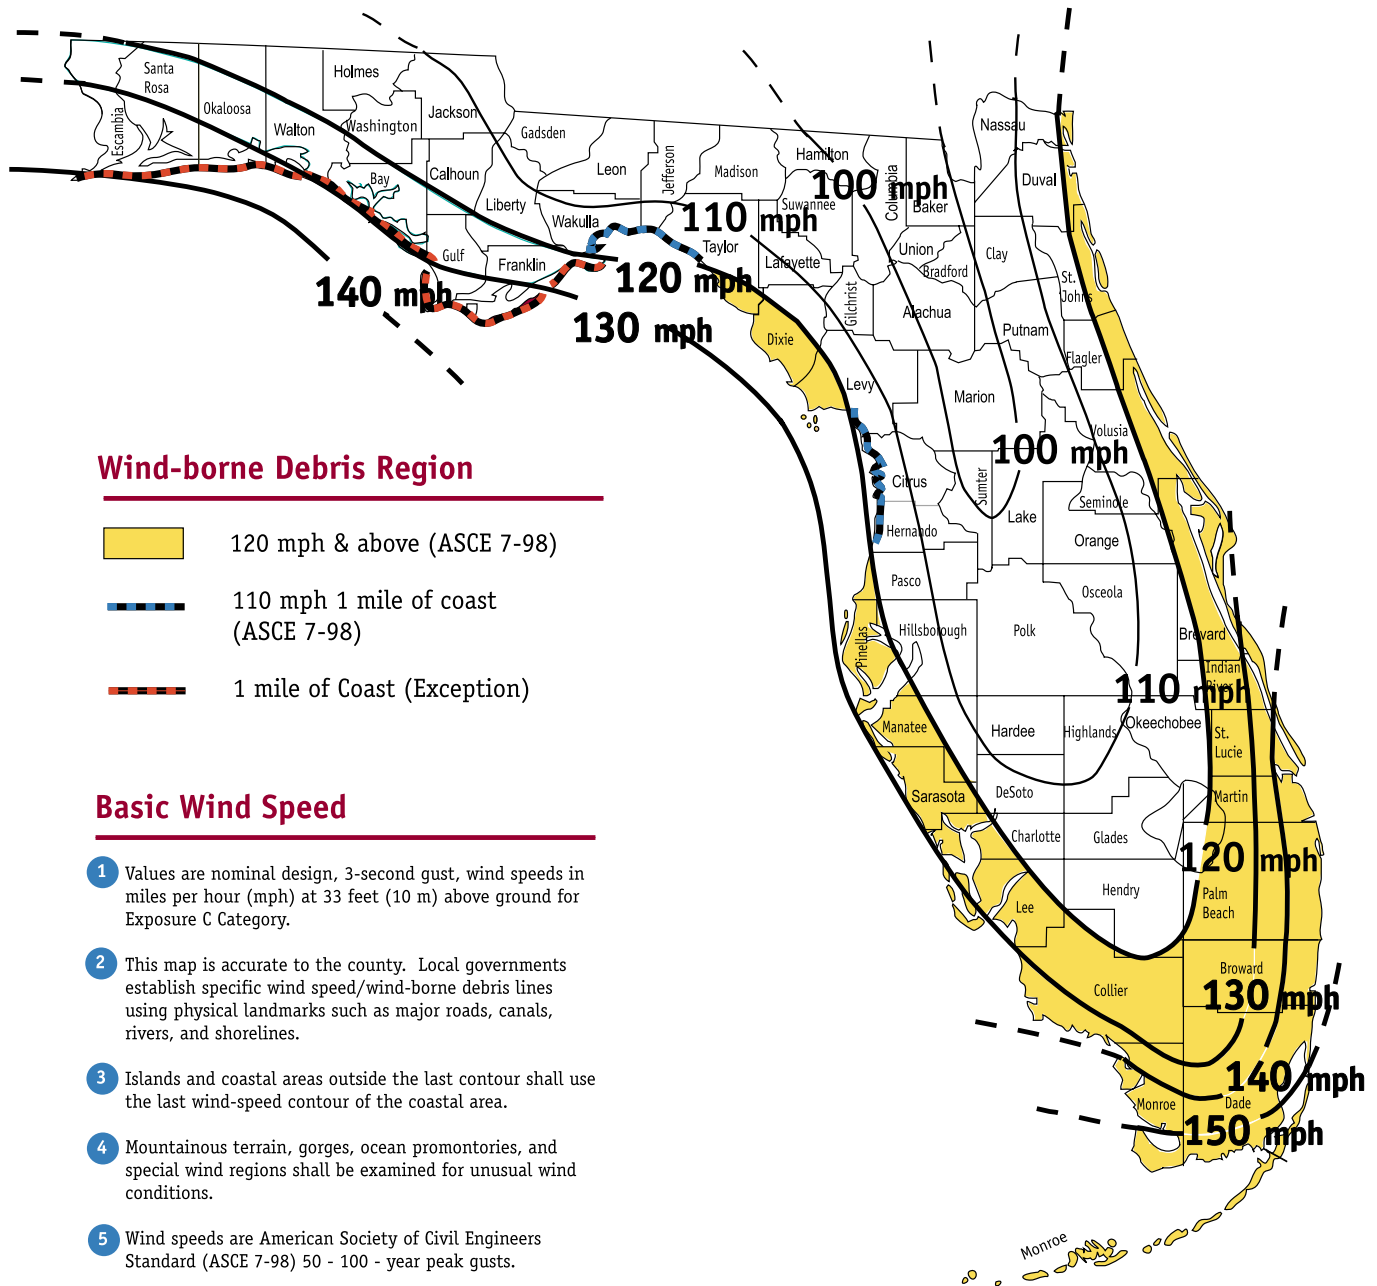 Santa
Rosa
Escambia
Okaloosa
Walton
Holmes
Washington
Bay
Jackson
Calhoun
Gulf
Liberty
Franklin
Gadsden
Leon
Wakulla
Jefferson
Madison
Taylor
Hamilton
Suwannee
Lafayette
Columbia
Baker
Nassau
Duval
Union
Bradford
Clay
St.
Johns
Gilchrist
Alachua
Putnam
Flagler
Dixie
Levy
Marion
Volusia
Citrus
Sumter
Lake
Seminole
Hernando
Orange
Pasco
Osceola
Pinellas
Hillsborough
Polk
Brevard
Indian
River
Manatee
Hardee
Highlands
Okeechobee
St.
Lucie
Sarasota
DeSoto
Martin
Charlotte
Glades
Lee
Hendry
Palm
Beach
Collier
Broward
Monroe
Dade
Monroe
140 mph
130 mph
120 mph
110 mph
100 mph
100 mph
110 mph
120 mph
130 mph
140 mph
150 mph
Wind-borne Debris Region
120 mph & above (ASCE 7-98)
110 mph 1 mile of coast
(ASCE 7-98)
1 mile of Coast (Exception)
Basic Wind Speed
1 Values are nominal design, 3-second gust, wind speeds in
miles per hour (mph) at 33 feet (10 m) above ground for
Exposure C Category.
2 This map is accurate to the county. Local governments
establish specific wind speed/wind-borne debris lines
using physical landmarks such as major roads, canals,
rivers, and shorelines.
3 Islands and coastal areas outside the last contour shall use
the last wind-speed contour of the coastal area.
4 Mountainous terrain, gorges, ocean promontories, and
special wind regions shall be examined for unusual wind
conditions.
5 Wind speeds are American Society of Civil Engineers
Standard (ASCE 7-98) 50 - 100 - year peak gusts.